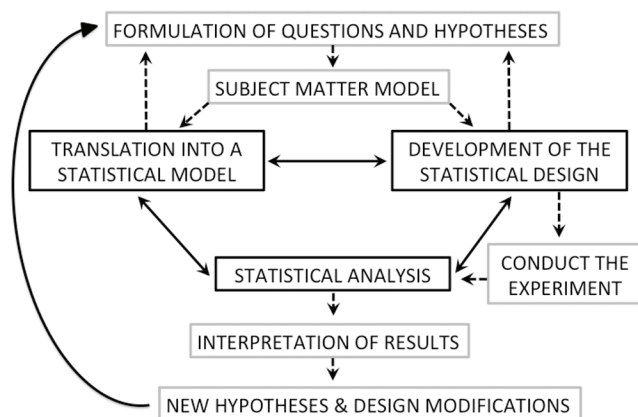 FORMULATION OF QUESTIONS AND HYPOTHESES
SUBJECT MATTER MODEL
TRANSLATION INTO A
STATISTICAL MODEL
DEVELOPMENT OF THE
STATISTICAL DESIGN
STATISTICAL ANALYSIS
CONDUCT THE
EXPERIMENT
INTERPRETATION OF RESULTS
NEW HYPOTHESES & DESIGN MODIFICATIONS